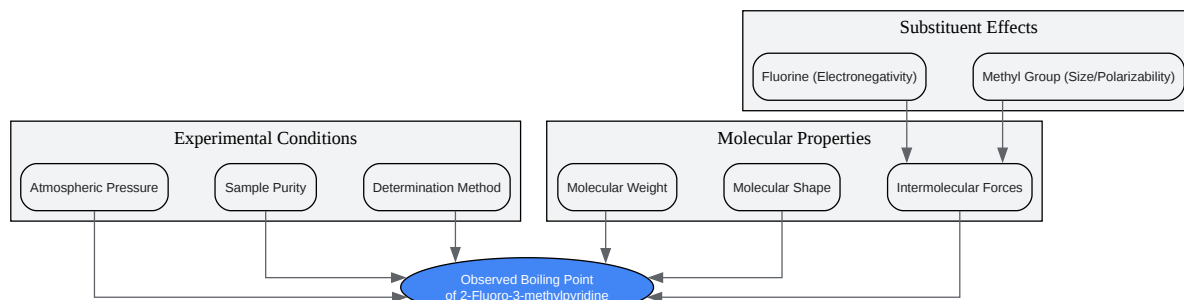 Substituent Effects
Fluorine (Electronegativity)
Methyl Group (Size/Polarizability)
Experimental Conditions
Molecular Properties
Atmospheric Pressure
Sample Purity
Determination Method
Molecular Weight
Molecular Shape
Intermolecular Forces
Observed Boiling Point
of 2-Fluoro-3-methylpyridine